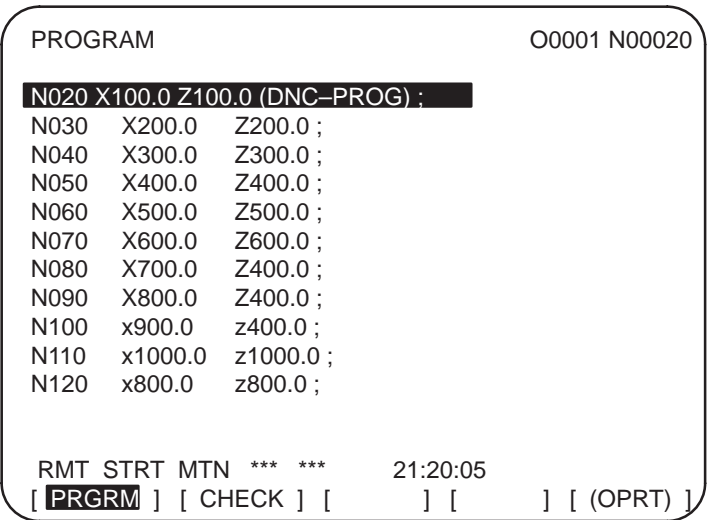 PROGRAM O0001 N00020
N020 X100.0 Z100.0 (DNC–PROG) ;
N030 X200.0 Z200.0 ;
N040 X300.0 Z300.0 ;
N050 X400.0 Z400.0 ;
N060 X500.0 Z500.0 ;
N070 X600.0 Z600.0 ;
N080 X700.0 Z400.0 ;
N090 X800.0 Z400.0 ;
N100 x900.0 z400.0 ;
N110 x1000.0 z1000.0 ;
N120 x800.0 z800.0 ;
RMT STRT MTN *** *** 21:20:05
[ PRGRM ] [ CHECK ] [ ] [ ] [ (OPRT) ]